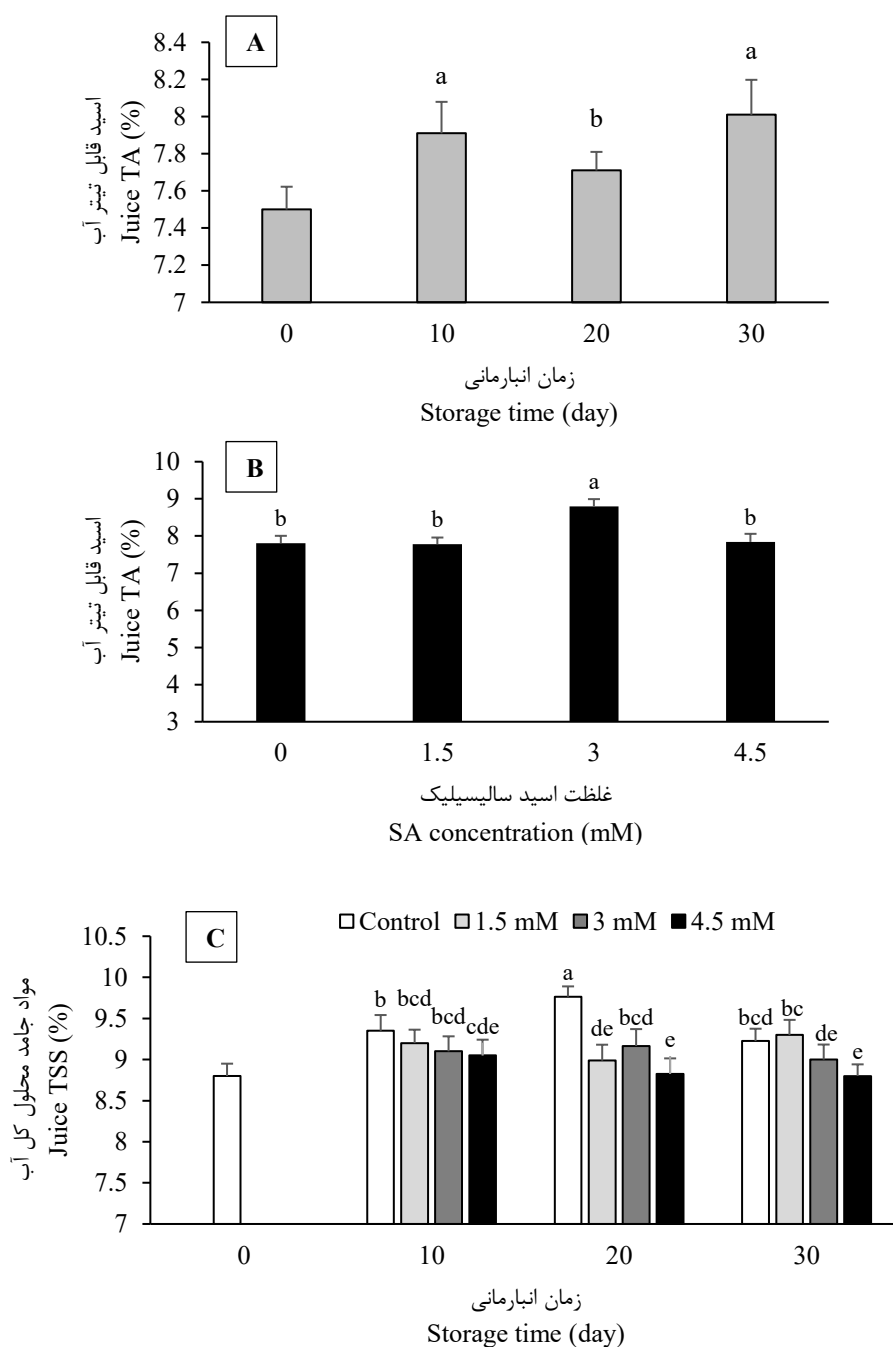 A
8.4
8.2
8
7.8
7.6
7.4
7.2
7
a
b
a
0 10 20 30
اسید قابل تیتر آب
Juice TA (%)
زمان انبارمانی
Storage time (day)
B
10
9
8
7
6
5
4
3
b b a b
0 1.5 3 4.5
اسید قابل تیتر آب
Juice TA (%)
غلظت اسید سالیسیلیک
SA concentration (mM)
C
Control 1.5 mM 3 mM 4.5 mM
10.5
10
9.5
9
8.5
8
7.5
7
b bcd bcd cde
a de bcd e
bcd bc de e
0 10 20 30
مواد جامد محلول کل آب
Juice TSS (%)
زمان انبارمانی
Storage time (day)